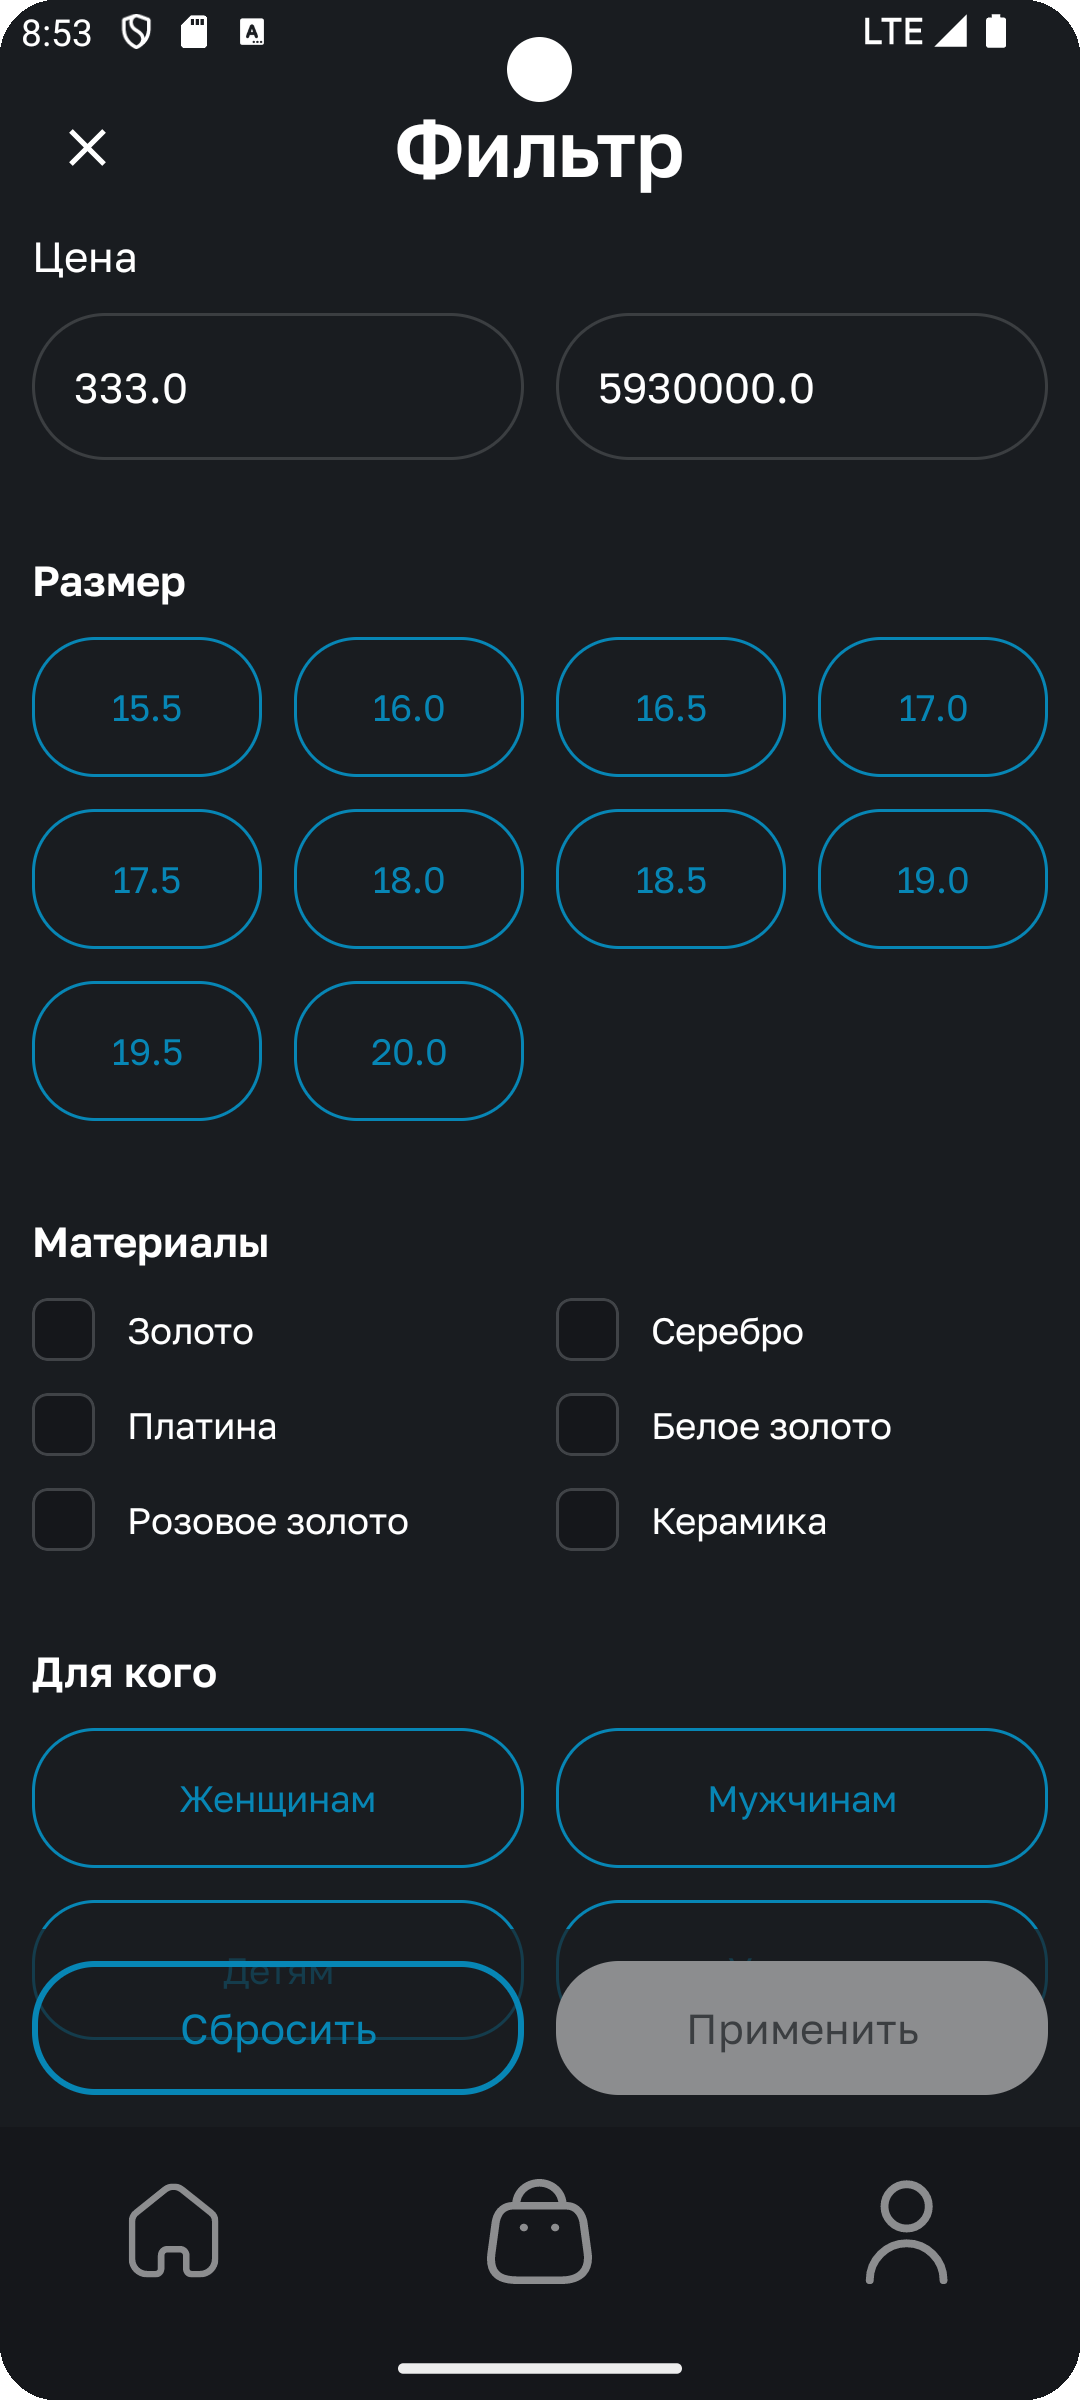 8:53 LTE
Фильтр
Цена
333.0 5930000.0
Размер
15.5 16.0 16.5 17.0
17.5 18.0 18.5 19.0
19.5 20.0
Материалы
Золото Серебро
Платина Белое золото
Розовое золото Керамика
Для кого
Женщинам Мужчинам
Детям
Сбросить Применить